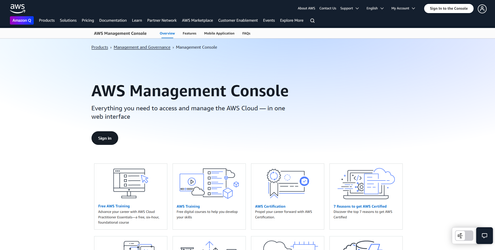 aws
About AWS Contact Us Support English My Account Sign In to the Console
Amazon Q Products Solutions Pricing Documentation Learn Partner Network AWS Marketplace Customer Enablement Events Explore More
AWS Management Console Overview Features Mobile Application FAQs
Products › Management and Governance › AWS Management Console
AWS Management Console
Everything you need to access and manage the AWS Cloud — in one
web interface
Sign in
Free AWS Training
Advance your career with AWS Cloud
Practitioner Essentials—a free, six-hour,
foundational course
AWS Training
Free digital courses to help you develop
your skills
AWS Certification
Propel your career forward with AWS
Certification
7 Reasons to get AWS Certified
Discover the top 7 reasons to get AWS
Certified